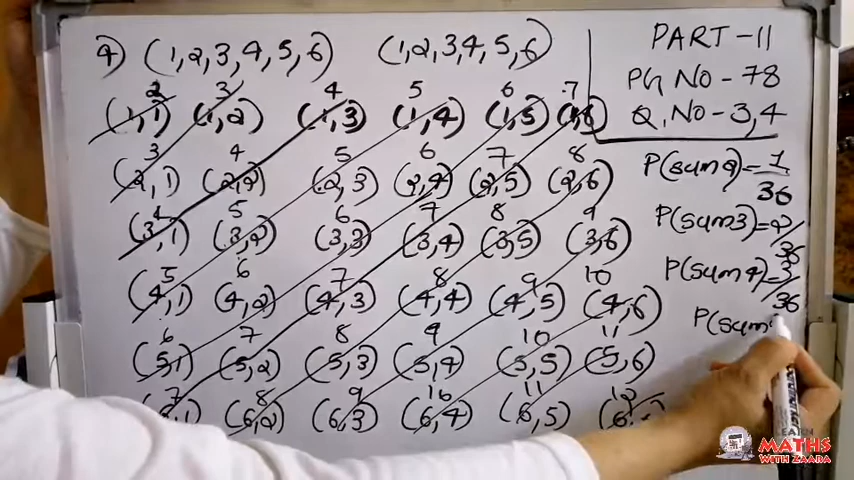 4) (1,2,3,4,5,6) (1,2,3,4,5,6)
PART-11
PG NO-78
Q.NO-3,4
2 3 4 5 6 7
(1,1) (1,2) (1,3) (1,4) (1,5) (1,6)
3 4 5 6 7 8
(2,1) (2,2) (2,3) (2,4) (2,5) (2,6)
4 5 6 7 8 9
(3,1) (3,2) (3,3) (3,4) (3,5) (3,6)
5 6 7 8 9 10
(4,1) (4,2) (4,3) (4,4) (4,5) (4,6)
6 7 8 9 10 11
(5,1) (5,2) (5,3) (5,4) (5,5) (5,6)
7 8 9 10 11 12
(6,2) (6,3) (6,4) (6,5)
P(sum2)=1/36
P(sum3)=2/36
P(sum4)=3/36
P(sum
LEARN
MATHS
WITH ZAARA